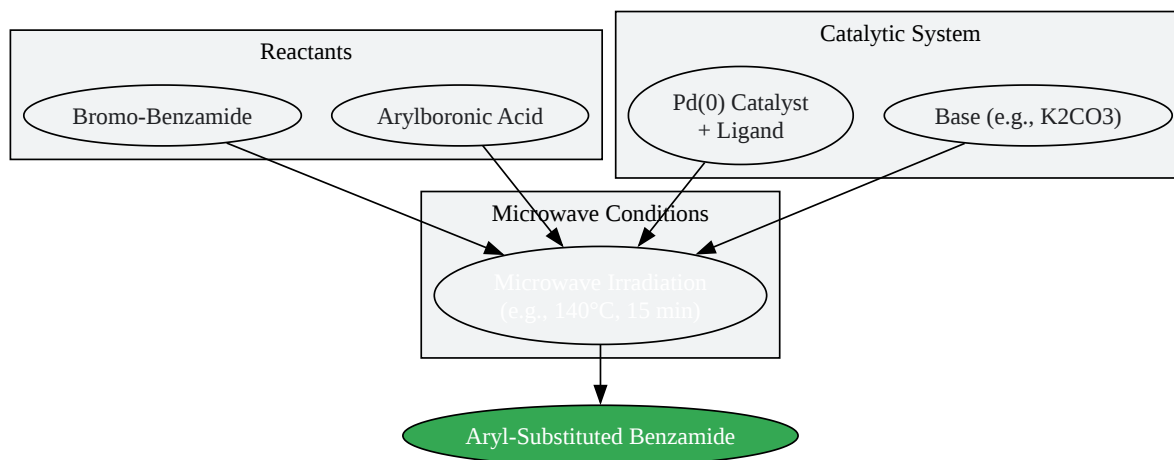 Reactants
Catalytic System
Bromo-Benzamide
Arylboronic Acid
Pd(0) Catalyst
+ Ligand
Base (e.g., K2CO3)
Microwave Conditions
Microwave Irradiation
(e.g., 140°C, 15 min)
Aryl-Substituted Benzamide